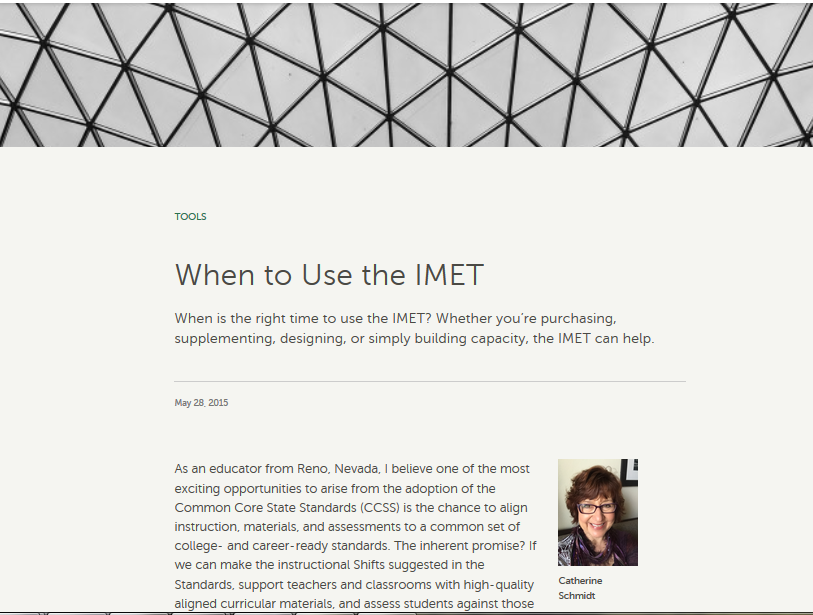 TOOLS
When to Use the IMET
When is the right time to use the IMET? Whether you're purchasing,
supplementing, designing, or simply building capacity, the IMET can help.
May 28, 2015
As an educator from Reno, Nevada, I believe one of the most
exciting opportunities to arise from the adoption of the
Common Core State Standards (CCSS) is the chance to align
instruction, materials, and assessments to a common set of
college- and career-ready standards. The inherent promise? If
we can make the instructional Shifts suggested in the
Standards, support teachers and classrooms with high-quality
aligned curricular materials, and assess students against those
Catherine
Schmidt